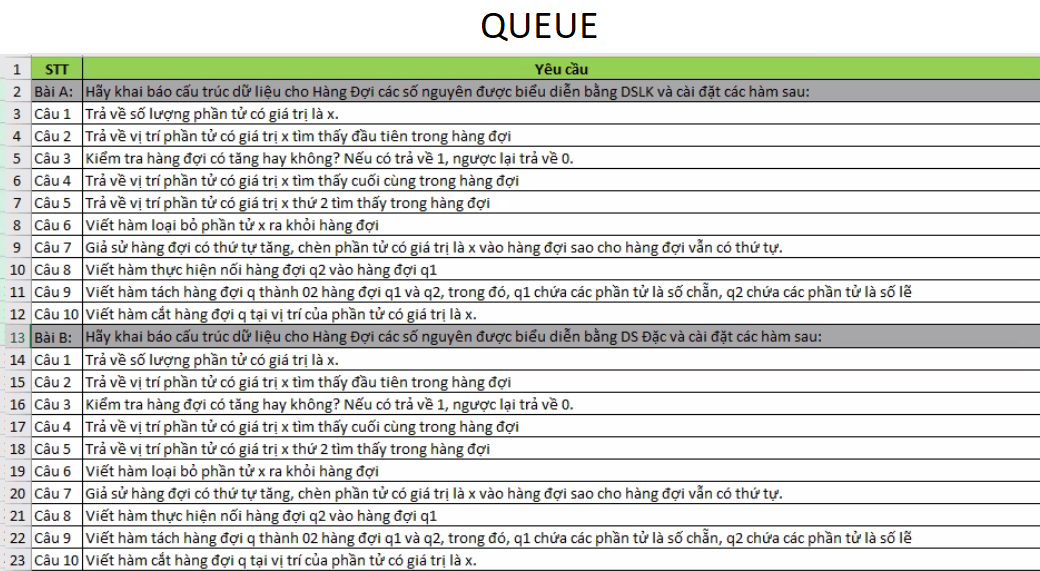 QUEUE
1 STT Yêu cầu
2 Bài A: Hãy khai báo cấu trúc dữ liệu cho Hàng Đợi các số nguyên được biểu diễn bằng DSLK và cài đặt các hàm sau:
3 Câu 1 Trả về số lượng phần tử có giá trị là x.
4 Câu 2 Trả về vị trí phần tử có giá trị x tìm thấy đầu tiên trong hàng đợi
5 Câu 3 Kiểm tra hàng đợi có tăng hay không? Nếu có trả về 1, ngược lại trả về 0.
6 Câu 4 Trả về vị trí phần tử có giá trị x tìm thấy cuối cùng trong hàng đợi
7 Câu 5 Trả về vị trí phần tử có giá trị x thứ 2 tìm thấy trong hàng đợi
8 Câu 6 Viết hàm loại bỏ phần tử x ra khỏi hàng đợi
9 Câu 7 Giả sử hàng đợi có thứ tự tăng, chèn phần tử có giá trị là x vào hàng đợi sao cho hàng đợi vẫn có thứ tự.
10 Câu 8 Viết hàm thực hiện nối hàng đợi q2 vào hàng đợi q1
11 Câu 9 Viết hàm tách hàng đợi q thành 02 hàng đợi q1 và q2, trong đó, q1 chứa các phần tử là số chẵn, q2 chứa các phần tử là số lẽ
12 Câu 10 Viết hàm cắt hàng đợi q tại vị trí của phần tử có giá trị là x.
13 Bài B: Hãy khai báo cấu trúc dữ liệu cho Hàng Đợi các số nguyên được biểu diễn bằng DS Đặc và cài đặt các hàm sau:
14 Câu 1 Trả về số lượng phần tử có giá trị là x.
15 Câu 2 Trả về vị trí phần tử có giá trị x tìm thấy đầu tiên trong hàng đợi
16 Câu 3 Kiểm tra hàng đợi có tăng hay không? Nếu có trả về 1, ngược lại trả về 0.
17 Câu 4 Trả về vị trí phần tử có giá trị x tìm thấy cuối cùng trong hàng đợi
18 Câu 5 Trả về vị trí phần tử có giá trị x thứ 2 tìm thấy trong hàng đợi
19 Câu 6 Viết hàm loại bỏ phần tử x ra khỏi hàng đợi
20 Câu 7 Giả sử hàng đợi có thứ tự tăng, chèn phần tử có giá trị là x vào hàng đợi sao cho hàng đợi vẫn có thứ tự.
21 Câu 8 Viết hàm thực hiện nối hàng đợi q2 vào hàng đợi q1
22 Câu 9 Viết hàm tách hàng đợi q thành 02 hàng đợi q1 và q2, trong đó, q1 chứa các phần tử là số chẵn, q2 chứa các phần tử là số lẽ
23 Câu 10 Viết hàm cắt hàng đợi q tại vị trí của phần tử có giá trị là x.